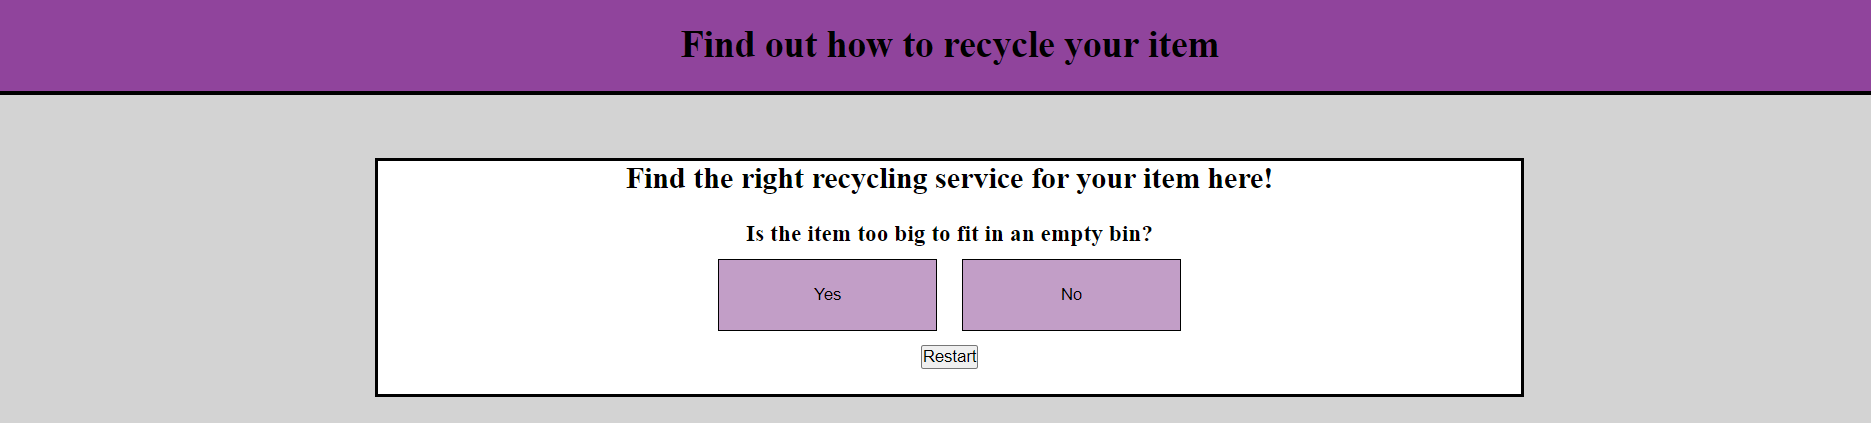 Find out how to recycle your item
Find the right recycling service for your item here!
Is the item too big to fit in an empty bin?
Yes
No
Restart